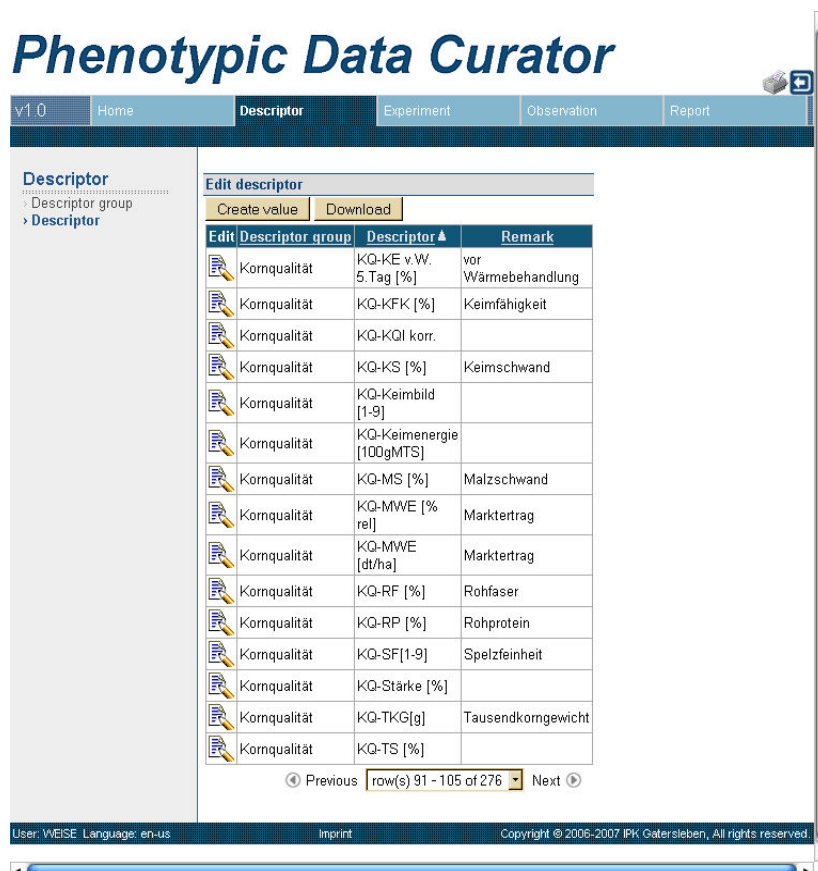 Phenotypic Data Curator
v1.0 Home Descriptor Experiment Observation Report
Descriptor
Descriptor group
Descriptor
Edit descriptor
Create value Download
Edit Descriptor group Descriptor Remark
Kornqualität KQ-KE v.W. 5.Tag [%] vor Wärmebehandlung
Kornqualität KQ-KFK [%] Keimfähigkeit
Kornqualität KQ-KQI korr.
Kornqualität KQ-KS [%] Keimschwand
Kornqualität KQ-Keimbild [1-9]
Kornqualität KQ-Keimenergie [100gMTS]
Kornqualität KQ-MS [%] Malzschwand
Kornqualität KQ-MWE [% rel] Marktertrag
Kornqualität KQ-MWE [dt/ha] Marktertrag
Kornqualität KQ-RF [%] Rohfaser
Kornqualität KQ-RP [%] Rohprotein
Kornqualität KQ-SF[1-9] Spelzfeinheit
Kornqualität KQ-Stärke [%]
Kornqualität KQ-TKG[g] Tausendkorngewicht
Kornqualität KQ-TS [%]
Previous row(s) 91 - 105 of 276 Next
User: WEISE Language: en-us Imprint Copyright © 2006-2007 IPK Gatersleben, All rights reserved.